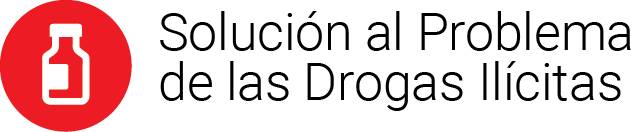 Solución al Problema
de las Drogas Ilícitas